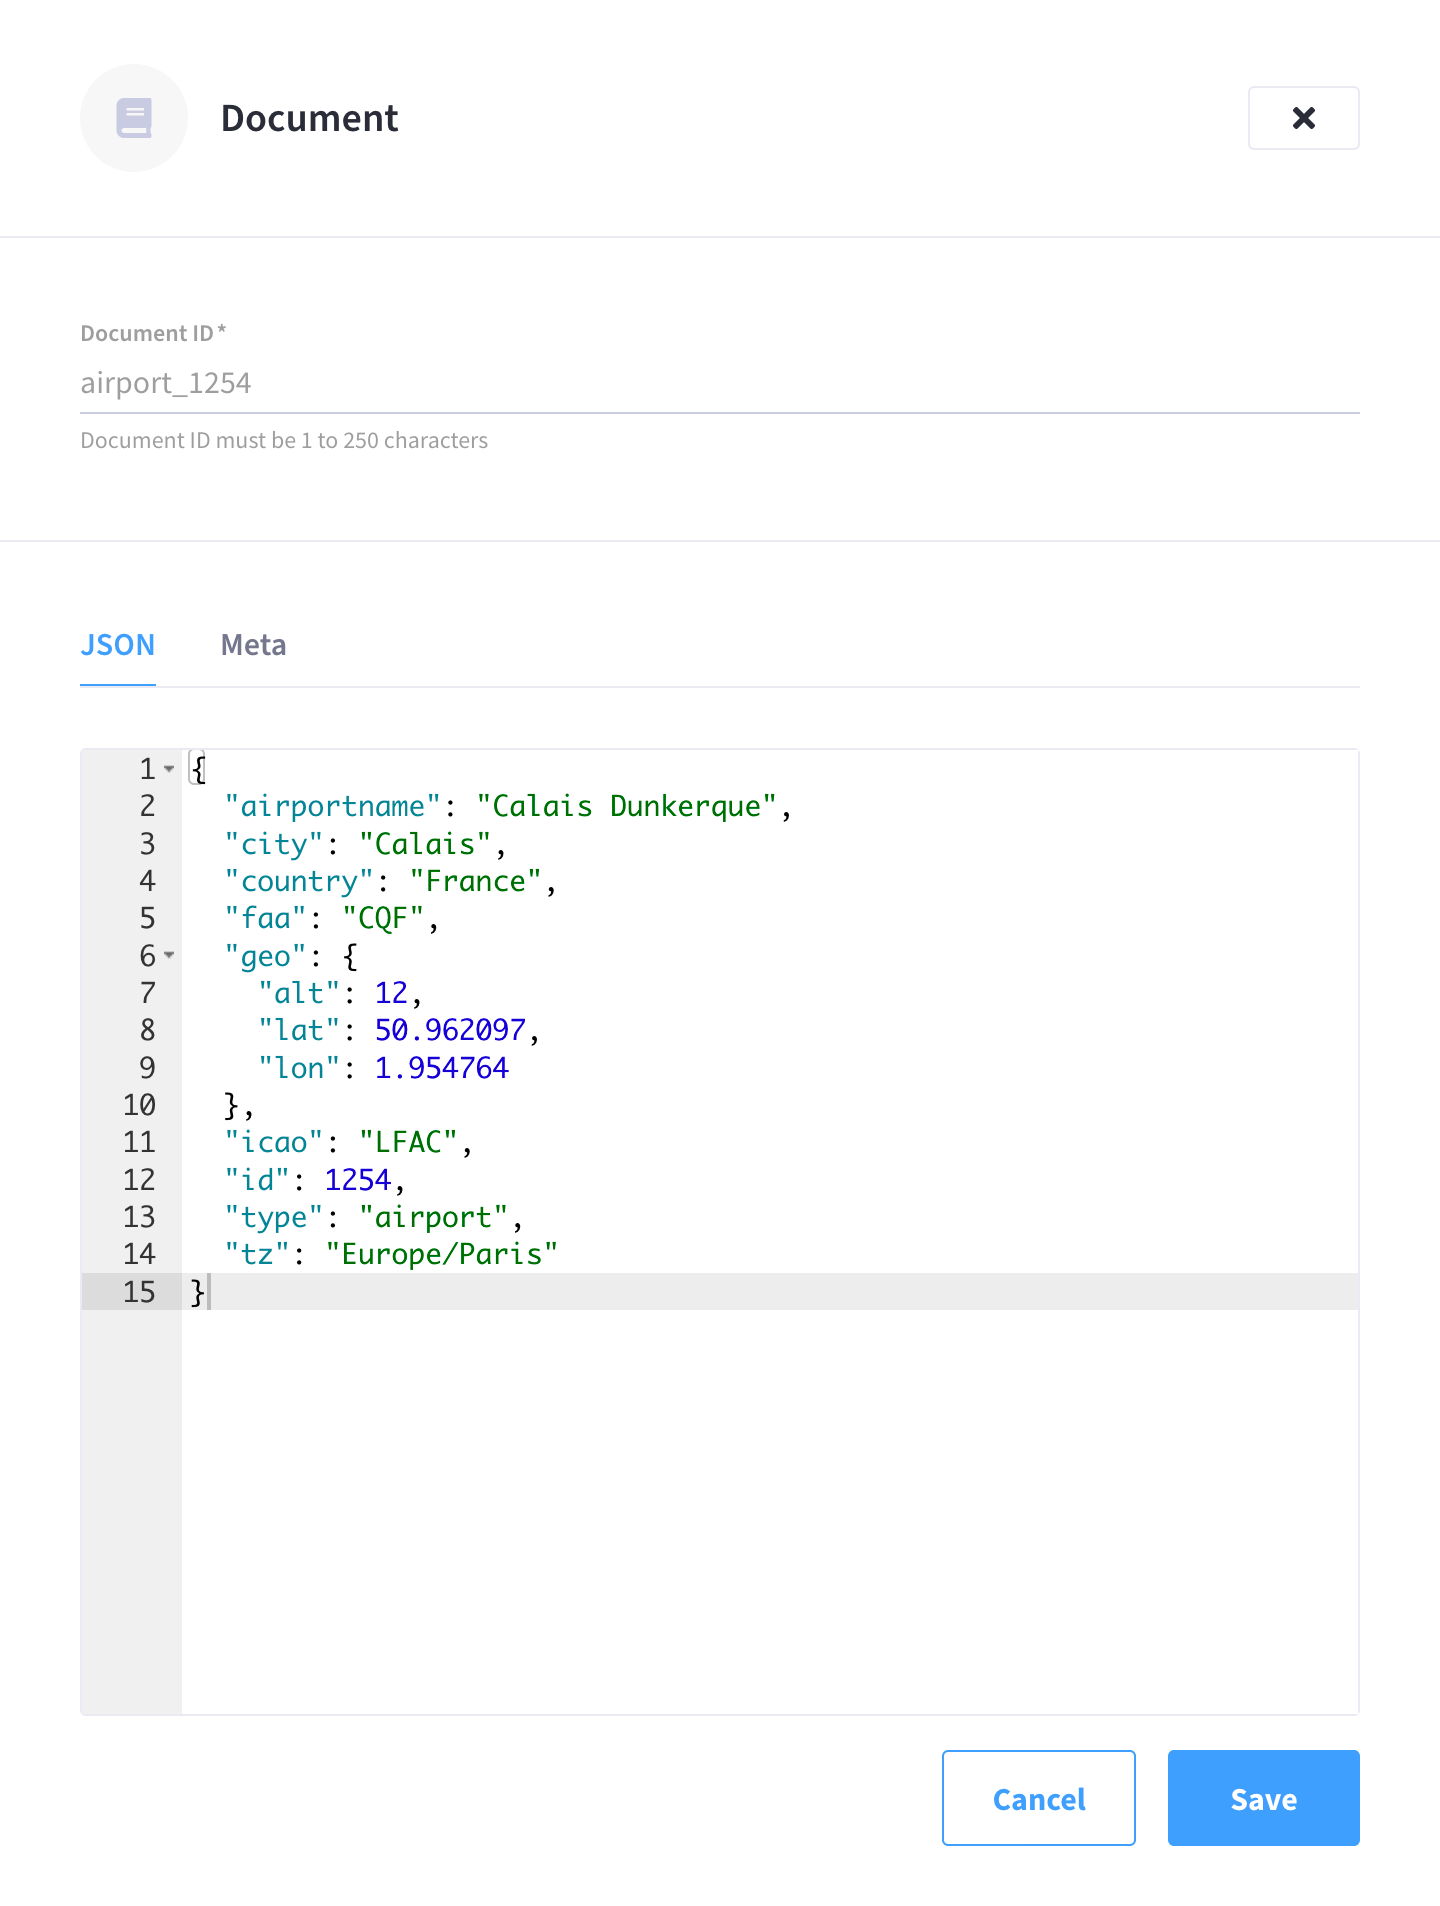 Document
Document ID *
airport_1254
Document ID must be 1 to 250 characters
JSON Meta
1 {
2   "airportname": "Calais Dunkerque",
3   "city": "Calais",
4   "country": "France",
5   "faa": "CQF",
6   "geo": {
7     "alt": 12,
8     "lat": 50.962097,
9     "lon": 1.954764
10   },
11   "icao": "LFAC",
12   "id": 1254,
13   "type": "airport",
14   "tz": "Europe/Paris"
15 }
Cancel Save